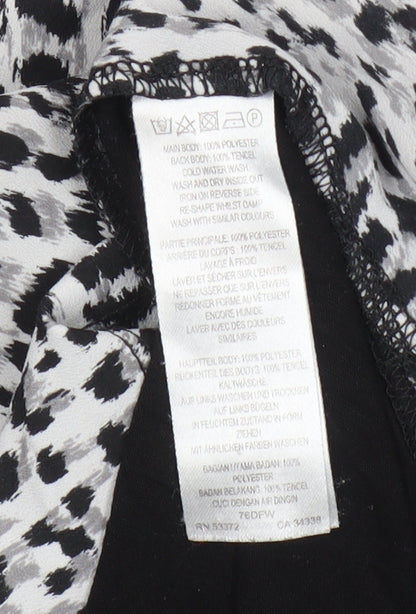 MAIN BODY: 100% POLYESTER
BACK BODY: 100% TENCEL
COLD WATER WASH
WASH AND DRY INSIDE OUT
IRON ON REVERSE SIDE
RE-SHAPE WHILST DAMP
WASH WITH SIMILAR COLOURS
PARTIE PRINCIPALE: 100% POLYESTER
ARRIÈRE DU CORPS: 100% TENCEL
LAVAGE À FROID
LAVER ET SÉCHER SUR L'ENVERS
NE REPASSER QUE SUR L'ENVERS
REDONNER FORME AU VÊTEMENT
ENCORE HUMIDE
LAVER AVEC DES COULEURS
SIMILAIRES
HAUPTTEIL BODY: 100% POLYESTER
RÜCKENTEIL DES BODY: 100% TENCEL
KALTWÄSCHE
AUF LINKS WASCHEN UND TROCKNEN
AUF LINKS BÜGELN
IN FEUCHTEM ZUSTAND IN FORM
ZIEHEN
MIT ÄHNLICHEN FARBEN WASCHEN
BAGIAN UTAMA BADAN: 100%
POLYESTER
BADAN BELAKANG: 100% TENCEL
CUCI DENGAN AIR DINGIN
76DFW
RN 53372 CA 34338